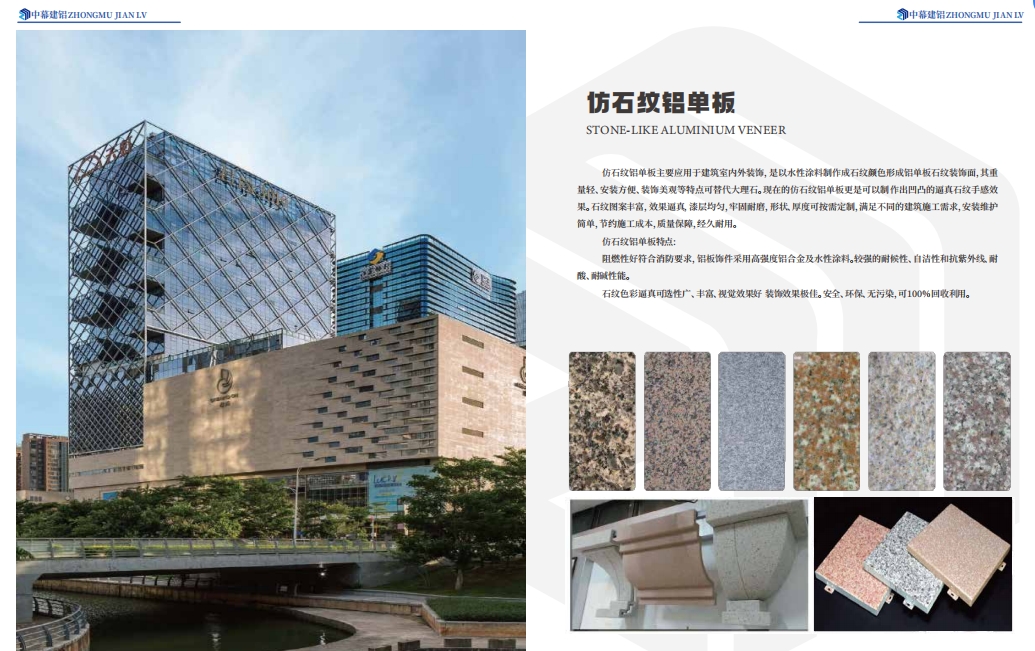 中幕建铝ZHONGMU JIAN LV
中幕建铝ZHONGMU JIAN LV
仿石纹铝单板
STONE-LIKE ALUMINIUM VENEER
仿石纹铝单板主要应用于建筑室内外装饰, 是以水性涂料制作成石纹颜色形成铝单板石纹装饰面, 其重
量轻、安装方便、装饰美观等特点可替代大理石。现在的仿石纹铝单板更是可以制作出凹凸的逼真石纹手感效
果。石纹图案丰富, 效果逼真, 漆层均匀, 牢固耐磨, 形状, 厚度可按需定制, 满足不同的建筑施工需求, 安装维护
简单, 节约施工成本, 质量保障, 经久耐用。
仿石纹铝单板特点:
阻燃性好符合消防要求, 铝板饰件采用高强度铝合金及水性涂料。较强的耐候性、自洁性和抗紫外线, 耐
酸、耐碱性能。
石纹色彩逼真可选性广、丰富、视觉效果好 装饰效果极佳。安全、环保、无污染, 可100%回收利用。